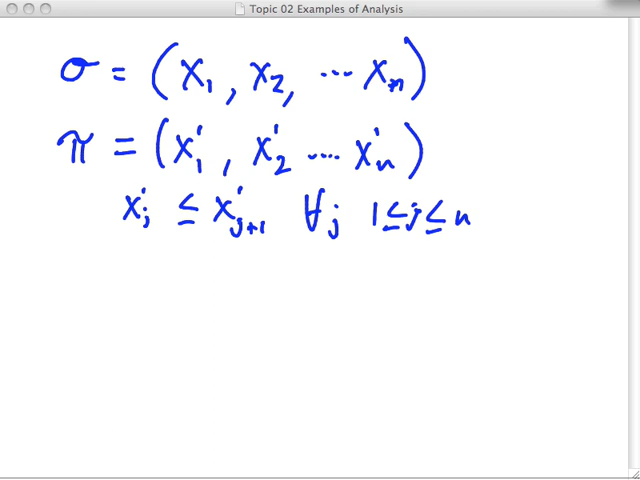 Topic 02 Examples of Analysis
σ = (x₁, x₂, ... xₙ)
π = (x'₁, x'₂ .... x'ₙ)
x'ⱼ ≤ x'ⱼ₊₁ ∀j 1≤j≤n